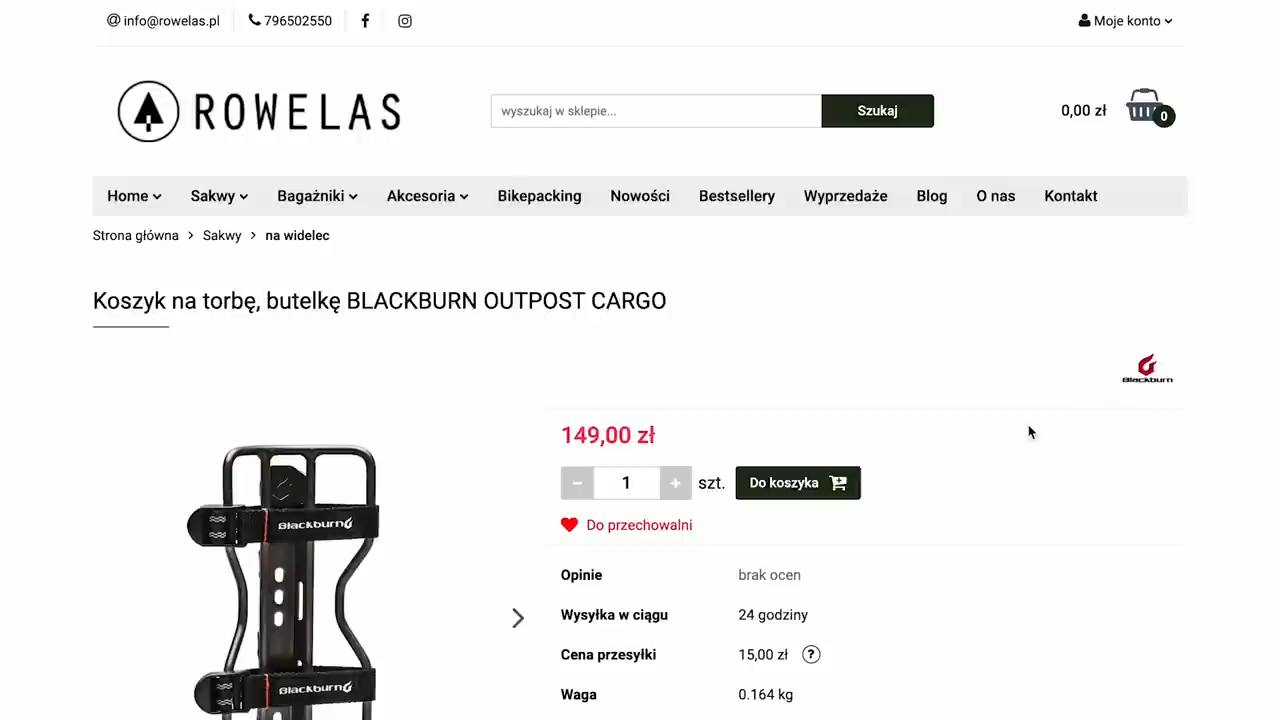 info@rowelas.pl
796502550
Moje konto
ROWELAS
wyszukaj w sklepie...
Szukaj
0,00 zł
0
Home
Sakwy
Bagażniki
Akcesoria
Bikepacking
Nowości
Bestsellery
Wyprzedaże
Blog
O nas
Kontakt
Strona główna > Sakwy > na widelec
Koszyk na torbę, butelkę BLACKBURN OUTPOST CARGO
Blackburn
149,00 zł
− 1 + szt.
Do koszyka
Do przechowalni
Opinie brak ocen
Wysyłka w ciągu 24 godziny
Cena przesyłki 15,00 zł ?
Waga 0.164 kg
Blackburn
Blackburn